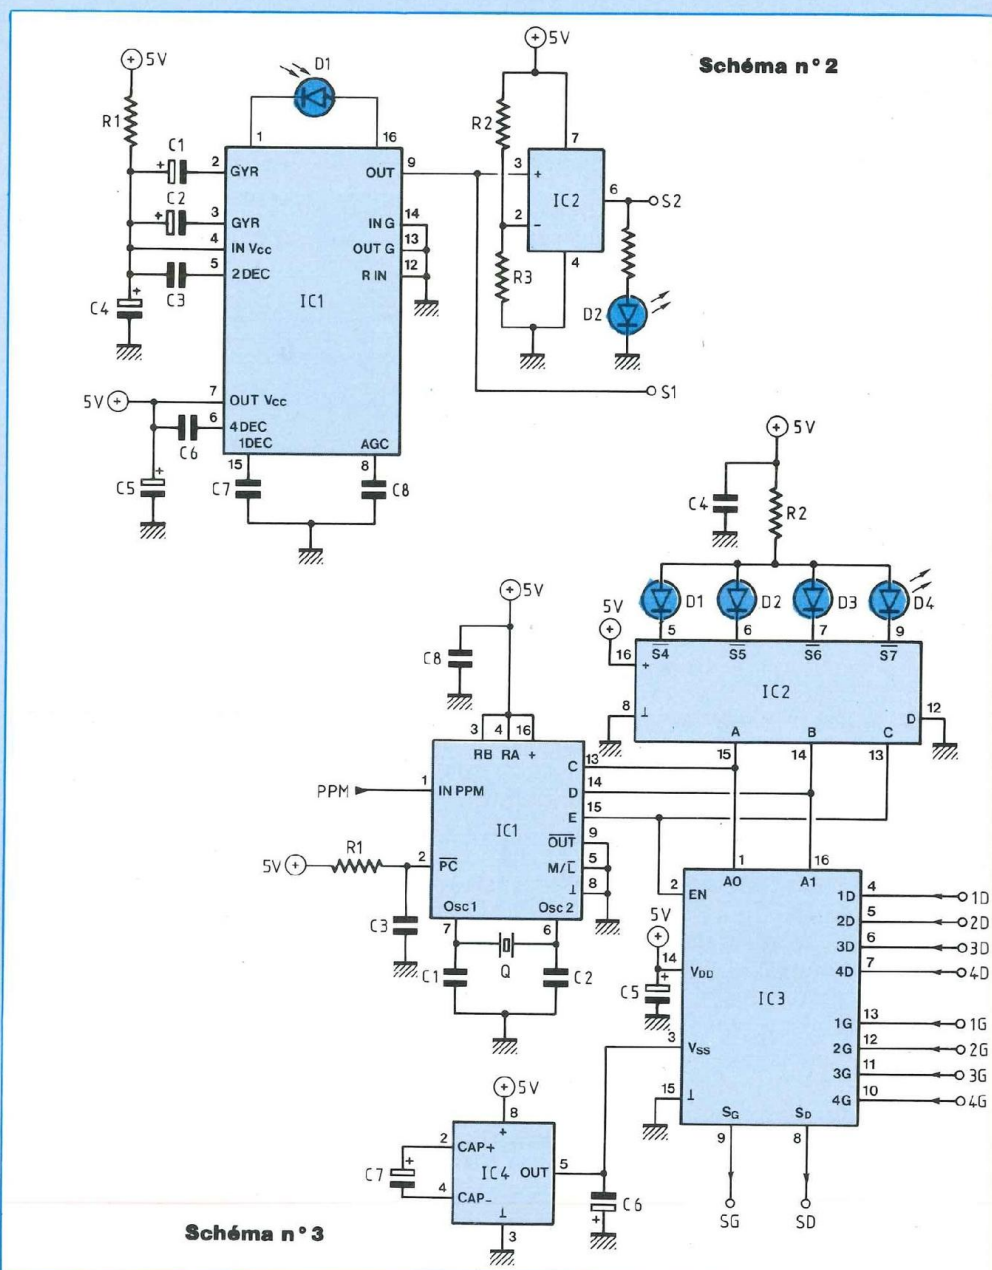 Schéma n° 2
5V
R1
D1
1
16
C1
+
2
GYR
OUT
9
C2
+
3
GYR
IN G
14
4
IN Vcc
OUT G
13
5
2 DEC
R IN
12
C3
C4
+
IC1
5V
7
OUT Vcc
6
4 DEC
C6
1DEC
AGC
15
8
C5
+
C7
C8
5V
R2
7
3
+
IC2
6
S2
2
-
4
R3
D2
S1
5V
C4
R2
D1
D2
D3
D4
5V
5
6
7
9
16
+
S4
S5
S6
S7
IC2
8
⊥
D
12
A
B
C
15
14
13
5V
C8
3
4
16
RB
RA
+
PPM
1
IN PPM
C
13
D
14
E
15
IC1
OUT
9
5V
R1
2
PC
M/L
5
⊥
8
Osc1
Osc2
C3
7
6
C1
Q
C2
1
16
A0
A1
2
EN
1D
4
1D
2D
5
2D
3D
6
3D
4D
7
4D
5V
14
VDD
C5
+
IC3
1G
13
1G
2G
12
2G
3G
11
3G
4G
10
4G
3
VSS
15
⊥
SG
SD
9
8
SG
SD
5V
8
+
2
CAP+
C7
+
IC4
OUT
5
4
CAP-
⊥
3
C6
+
Schéma n° 3